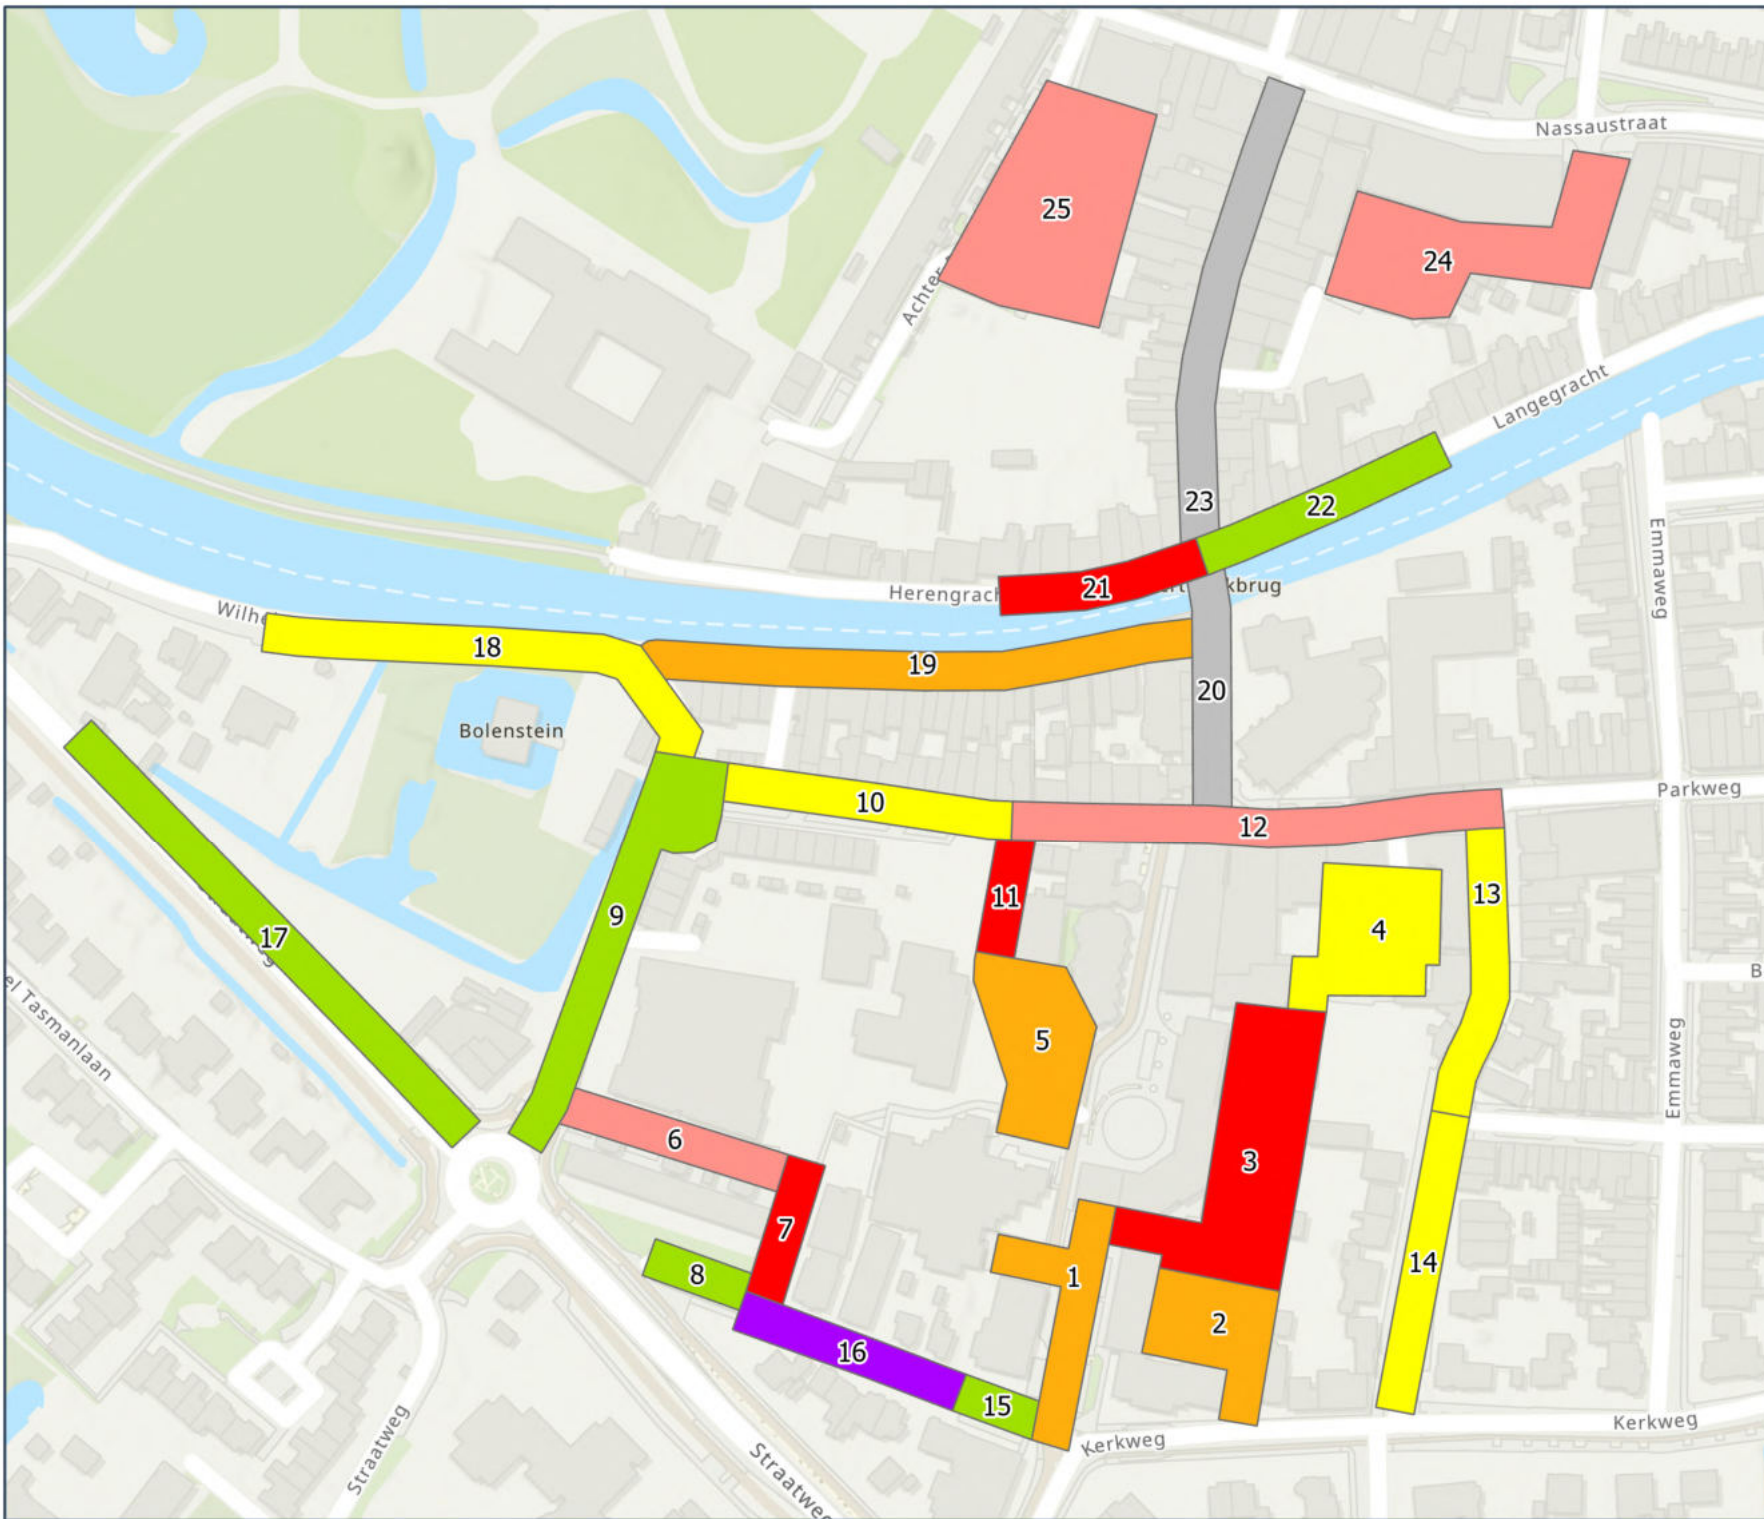 Nassaustraat
25
24
Achter
Langegracht
23
22
Emmaweg
Herengrach
21
kbrug
Wilhe
18
19
20
Bolenstein
Parkweg
10
12
11
13
9
4
17
B
el Tasmanlaan
5
Emmaweg
6
3
7
8
1
14
2
16
15
Straatweg
Kerkweg
Kerkweg
Straatweg